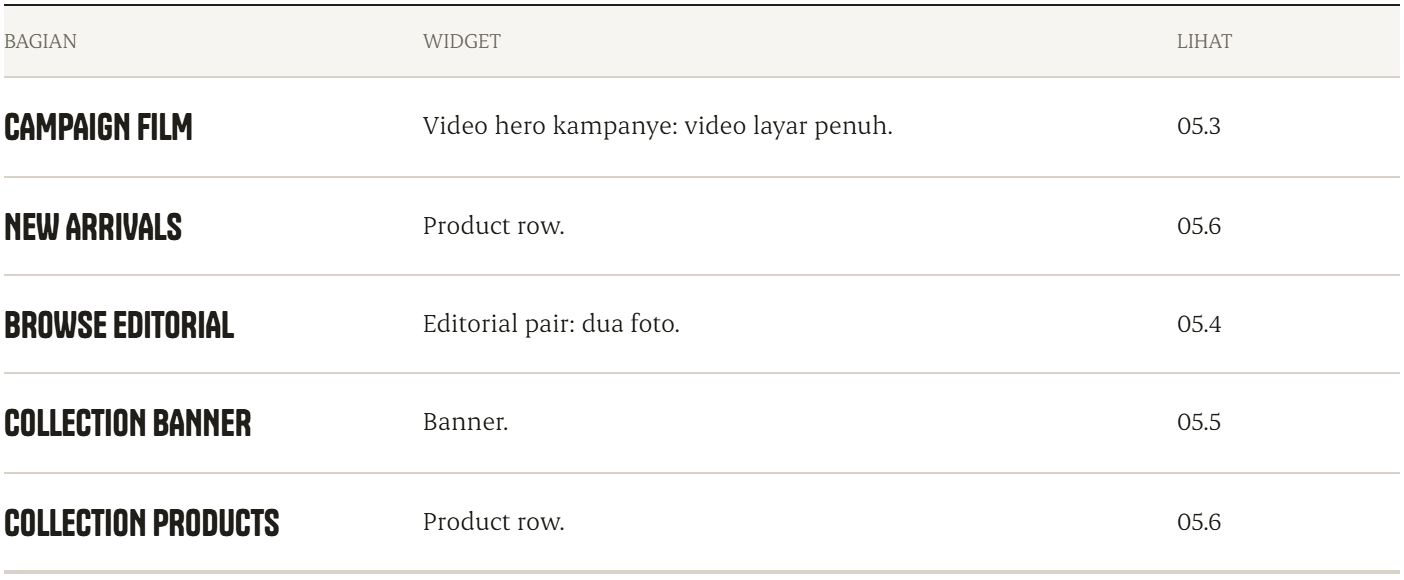 BAGIAN WIDGET LIHAT
CAMPAIGN FILM Video hero kampanye: video layar penuh. 05.3
NEW ARRIVALS Product row. 05.6
BROWSE EDITORIAL Editorial pair: dua foto. 05.4
COLLECTION BANNER Banner. 05.5
COLLECTION PRODUCTS Product row. 05.6